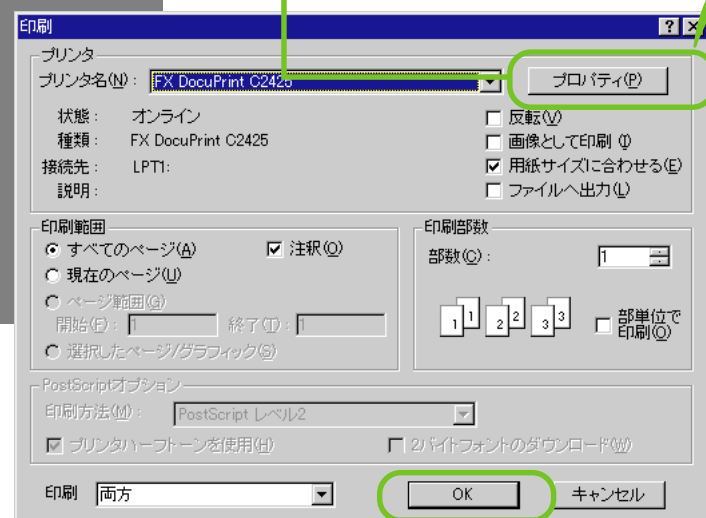 印刷
プリンタ
プリンタ名(N): FX DocuPrint C2425 プロパティ(P)
状態: オンライン 反転(V)
種類: FX DocuPrint C2425 画像として印刷(I)
接続先: LPT1: 用紙サイズに合わせる(E)
説明: ファイルへ出力(L)
印刷範囲
すべてのページ(A) 注釈(O)
現在のページ(U)
ページ範囲(G)
開始(F): 1 終了(T): 1
選択したページ/グラフィック(S)
印刷部数
部数(C): 1
1 1 2 2 3 3
部単位で
印刷(O)
PostScriptオプション
印刷方法(M): PostScript レベル2
プリンタハーフトーンを使用(H) 2バイトフォントのダウンロード(W)
印刷 両方 OK キャンセル